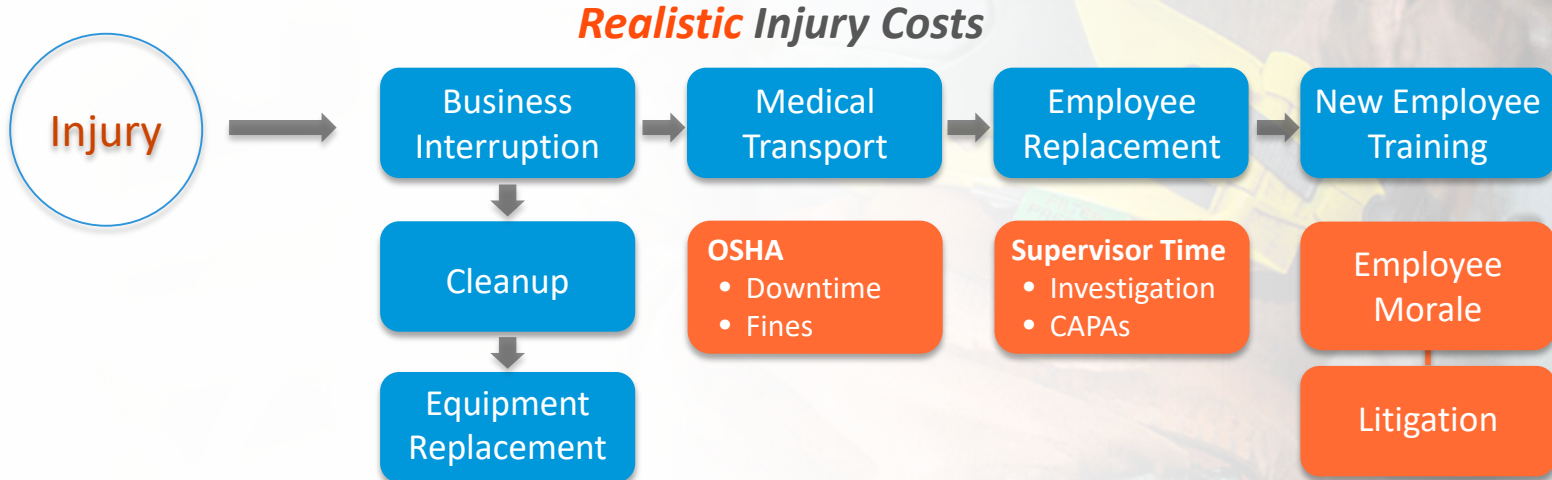 Realistic Injury Costs
Injury
Business
Interruption
Medical
Transport
Employee
Replacement
New Employee
Training
Cleanup
OSHA
• Downtime
• Fines
Supervisor Time
• Investigation
• CAPAs
Employee
Morale
Equipment
Replacement
Litigation